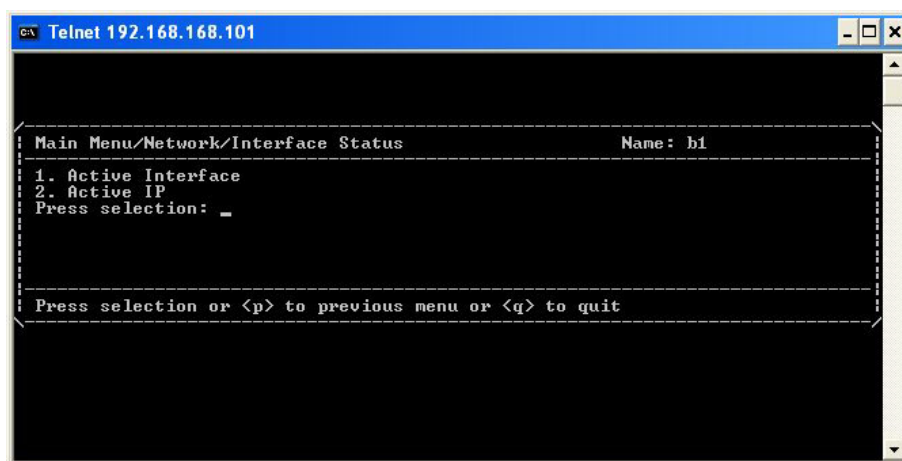 Telnet 192.168.168.101
Main Menu/Network/Interface Status Name: b1
1. Active Interface
2. Active IP
Press selection: _
Press selection or <p> to previous menu or <q> to quit